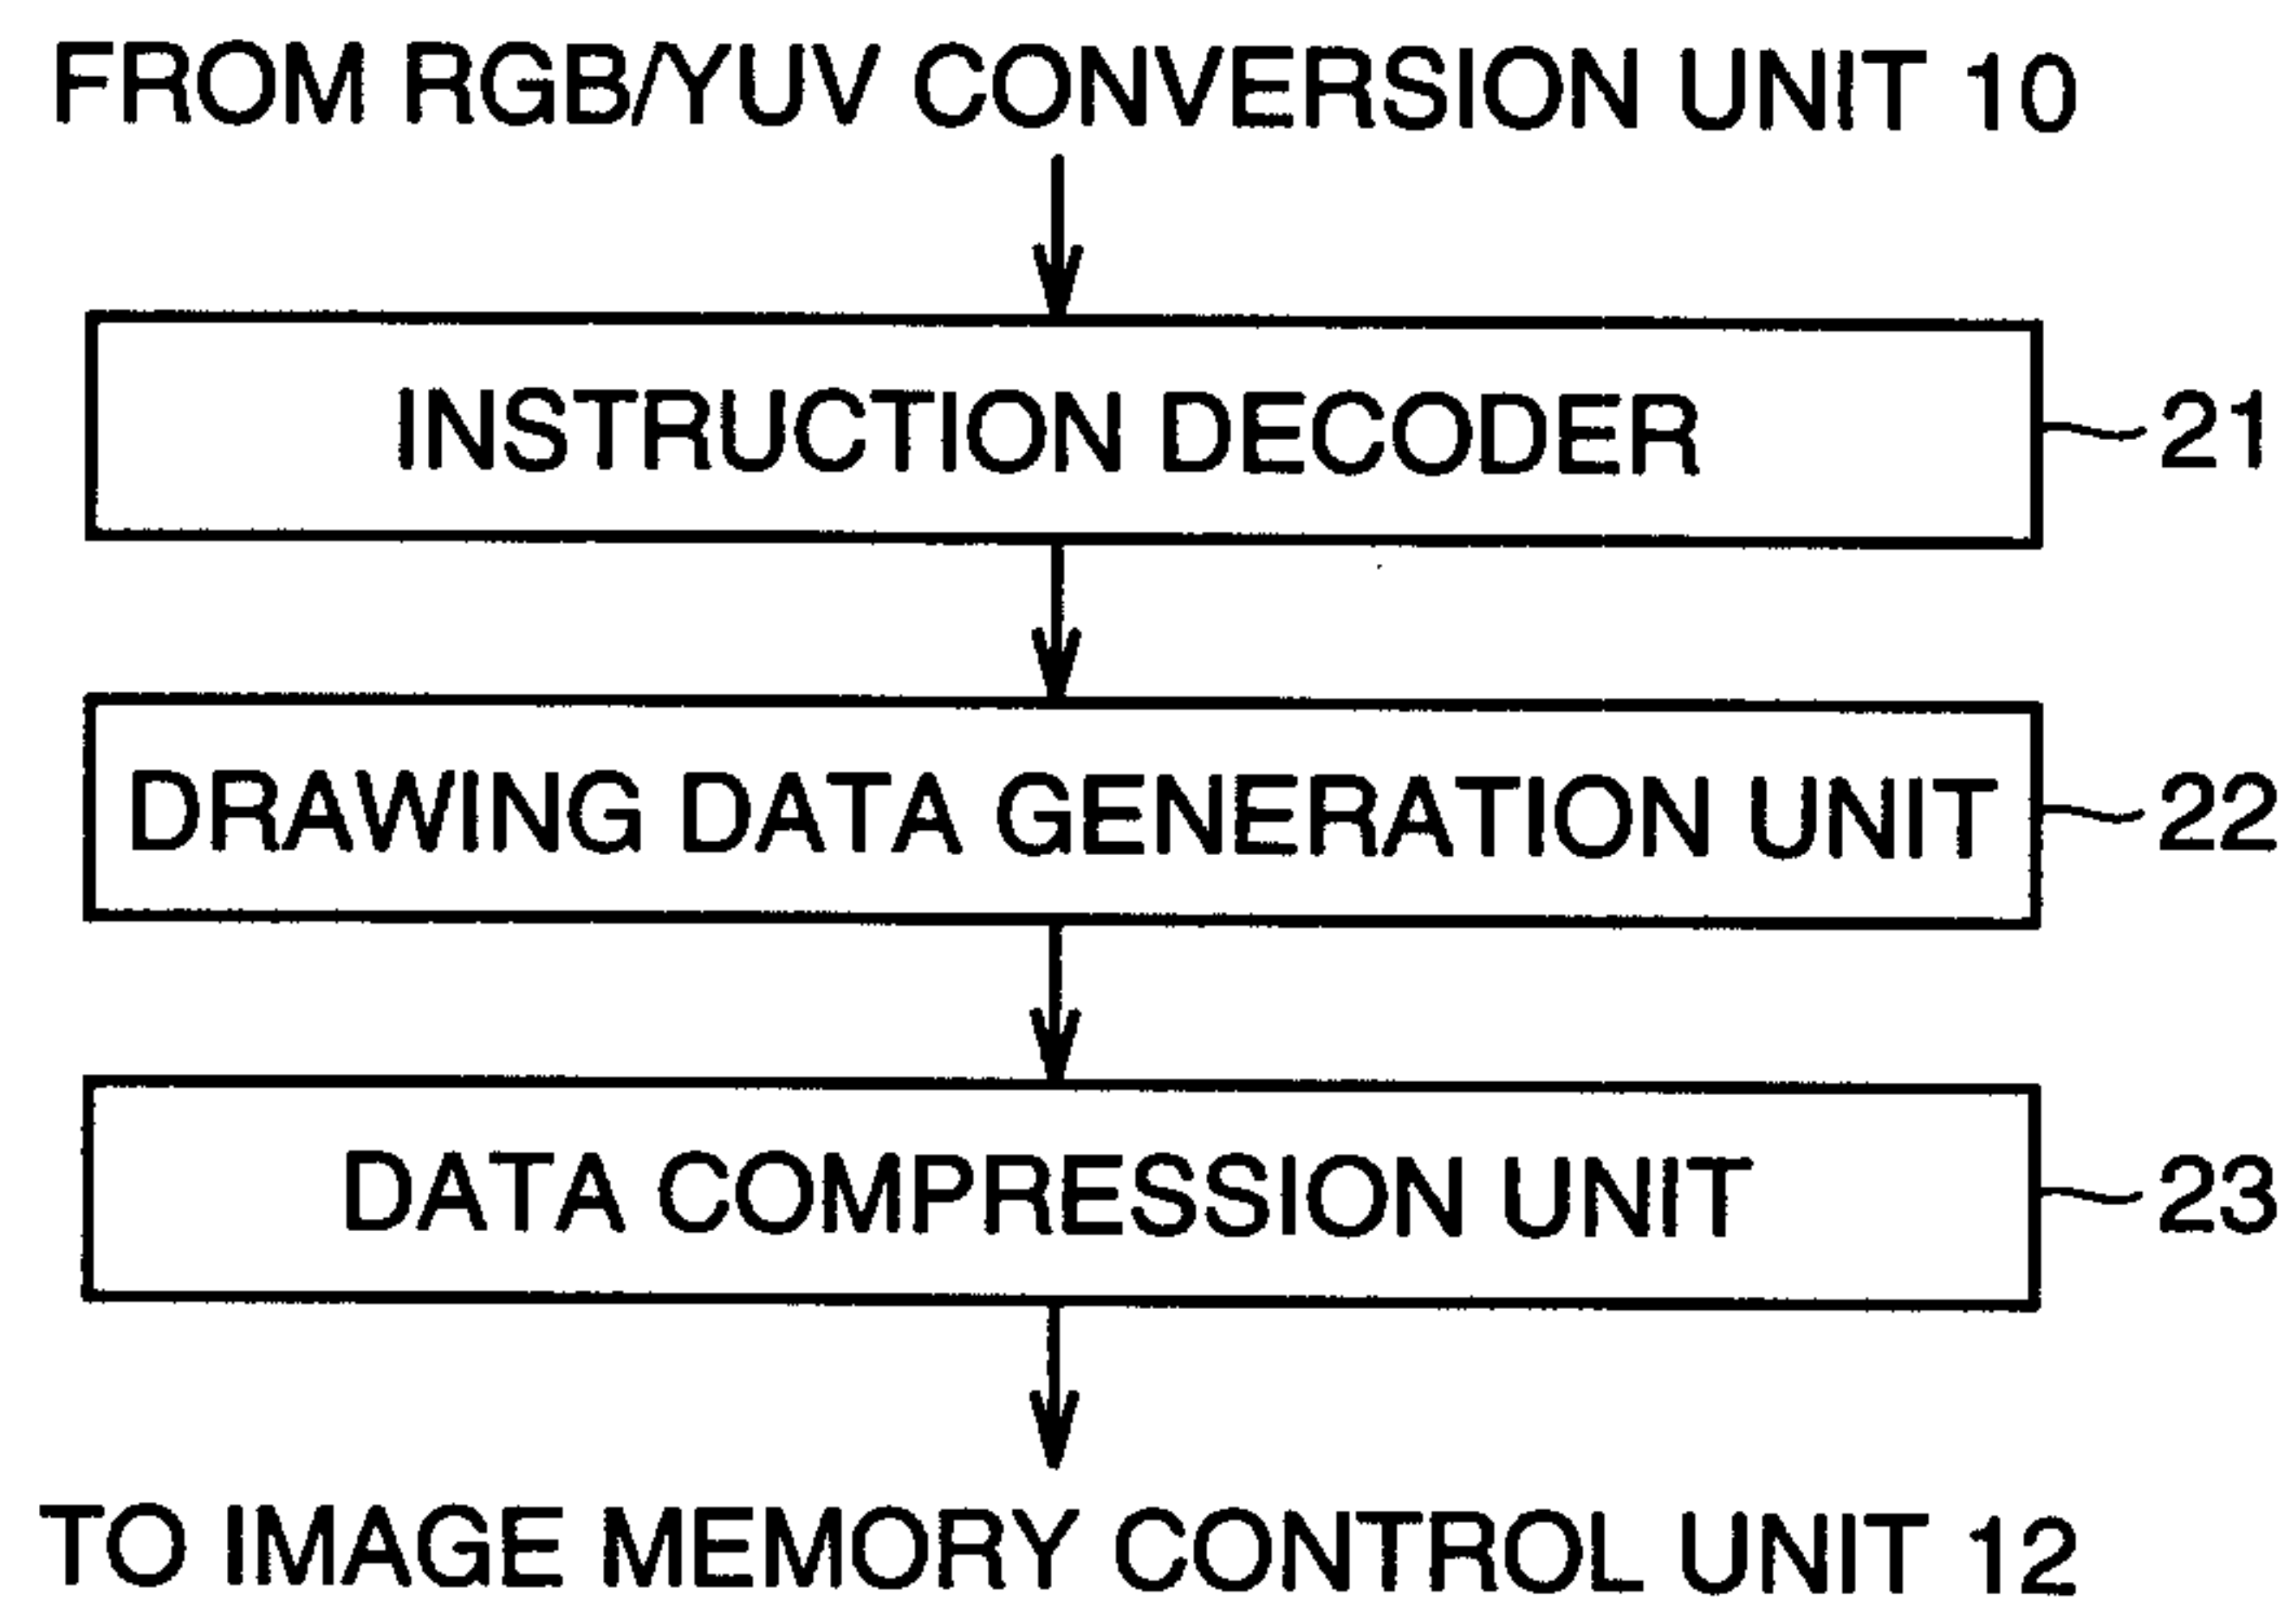 FROM RGB/YUV CONVERSION UNIT 10
INSTRUCTION DECODER
21
DRAWING DATA GENERATION UNIT
22
DATA COMPRESSION UNIT
23
TO IMAGE MEMORY CONTROL UNIT 12